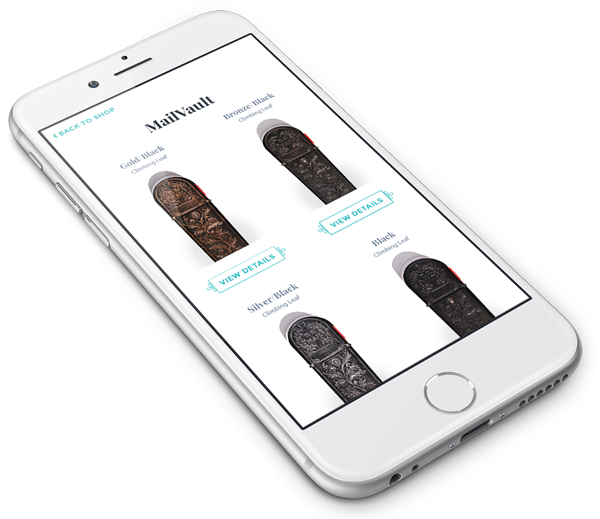 < BACK TO SHOP
MailVault
Gold/Black
Climbing Leaf
VIEW DETAILS
Bronze/Black
Climbing Leaf
VIEW DETAILS
Silver/Black
Climbing Leaf
Black
Climbing Leaf